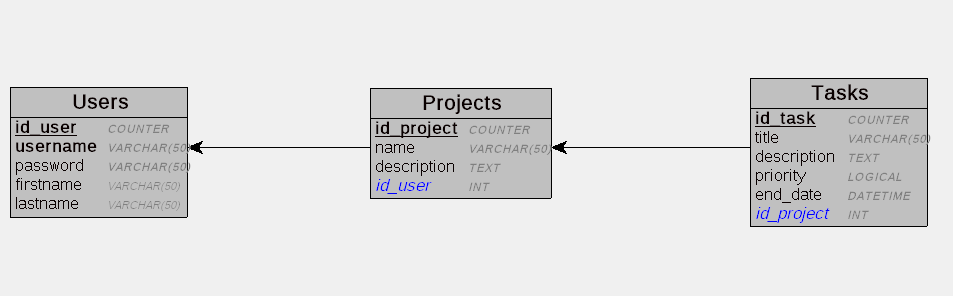 Users
id_user COUNTER
username VARCHAR(50)
password VARCHAR(50)
firstname VARCHAR(50)
lastname VARCHAR(50)
Projects
id_project COUNTER
name VARCHAR(50)
description TEXT
id_user INT
Tasks
id_task COUNTER
title VARCHAR(50)
description TEXT
priority LOGICAL
end_date DATETIME
id_project INT